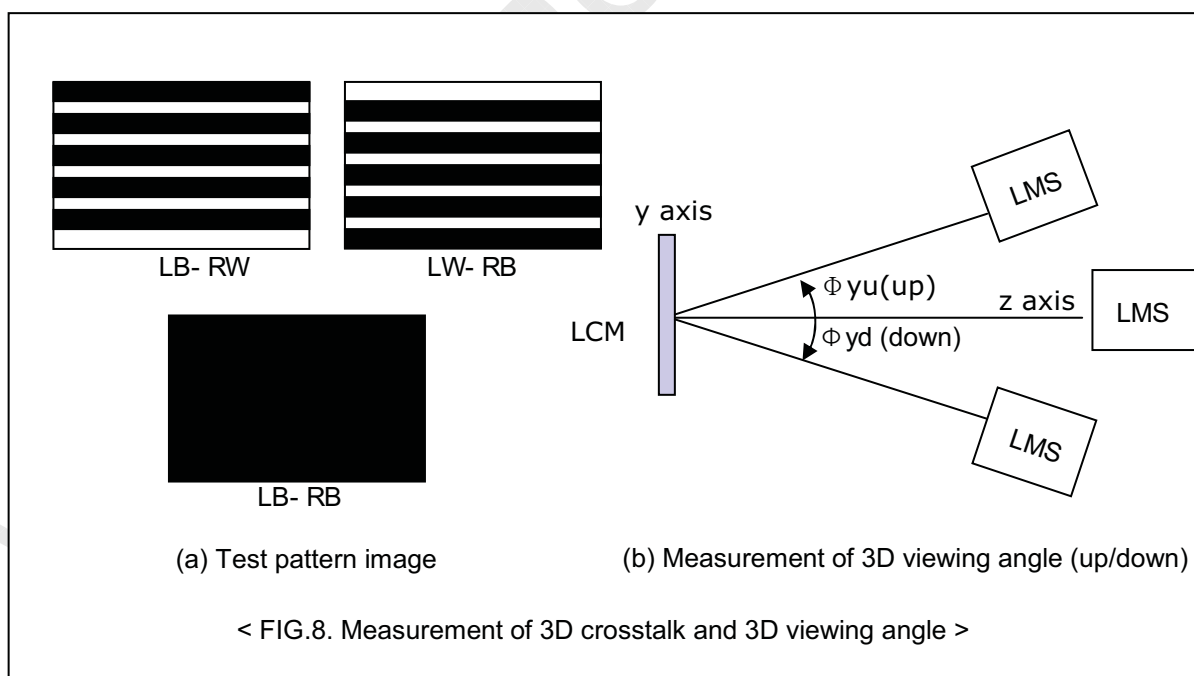 LB- RW
LW- RB
LB- RB
(a) Test pattern image
y axis
LCM
Φ yu(up)
z axis
Φ yd (down)
LMS
LMS
LMS
(b) Measurement of 3D viewing angle (up/down)
< FIG.8. Measurement of 3D crosstalk and 3D viewing angle >